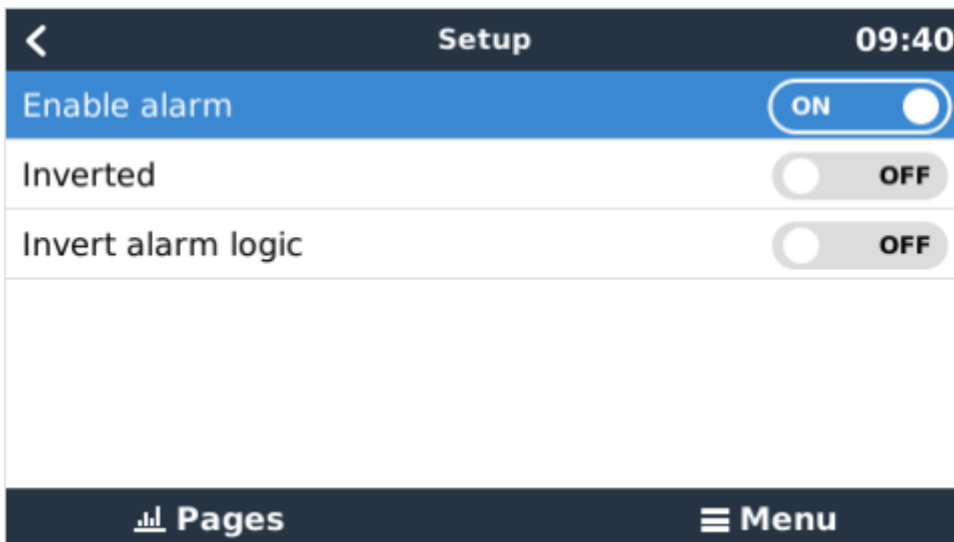 Setup 09:40
Enable alarm ON
Inverted OFF
Invert alarm logic OFF
Pages Menu